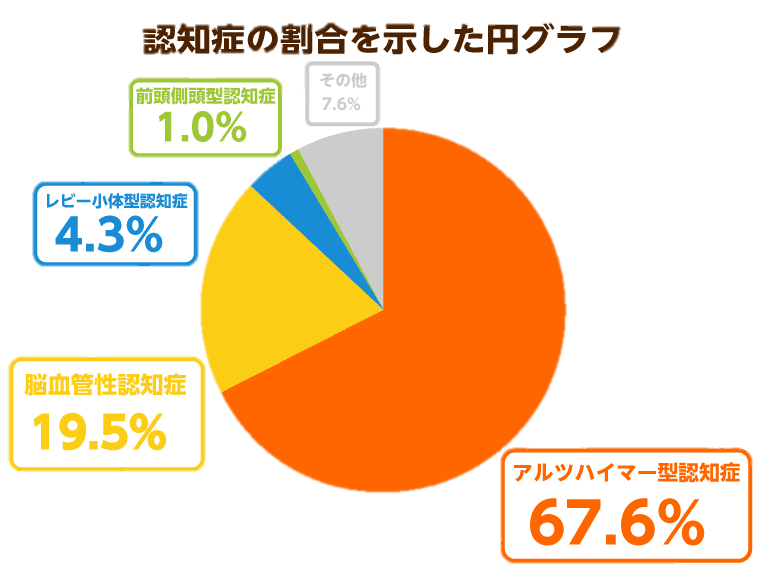 認知症の割合を示した円グラフ
その他
7.6%
前頭側頭型認知症
1.0%
レビー小体型認知症
4.3%
脳血管性認知症
19.5%
アルツハイマー型認知症
67.6%